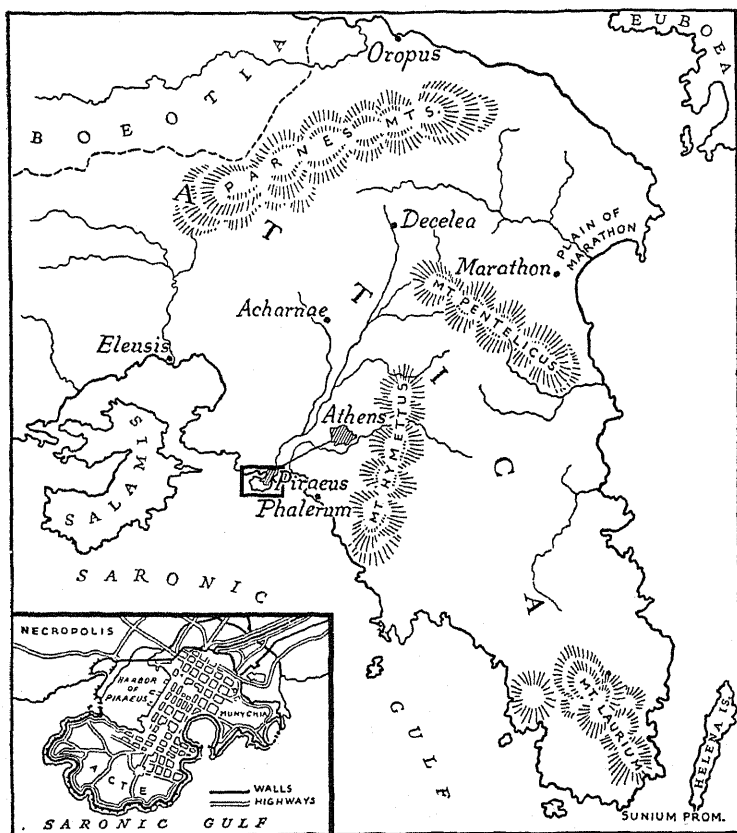 EUBOEA
Oropus
BOEOTIA
PARNES MTS.
ATTICA
Decelea
PLAIN OF
MARATHON
Marathon
MT. PENTELICUS
Acharnae
Eleusis
Athens
MT. HYMETTUS
SALAMIS
Piraeus
Phalerum
SARONIC
GULF
MT. LAURIUM
HELENA IS.
SUNIUM PROM.
NECROPOLIS
HARBOR
OF
PIRAEUS
MUNYCHIA
ACTE
WALLS
HIGHWAYS
SARONIC GULF